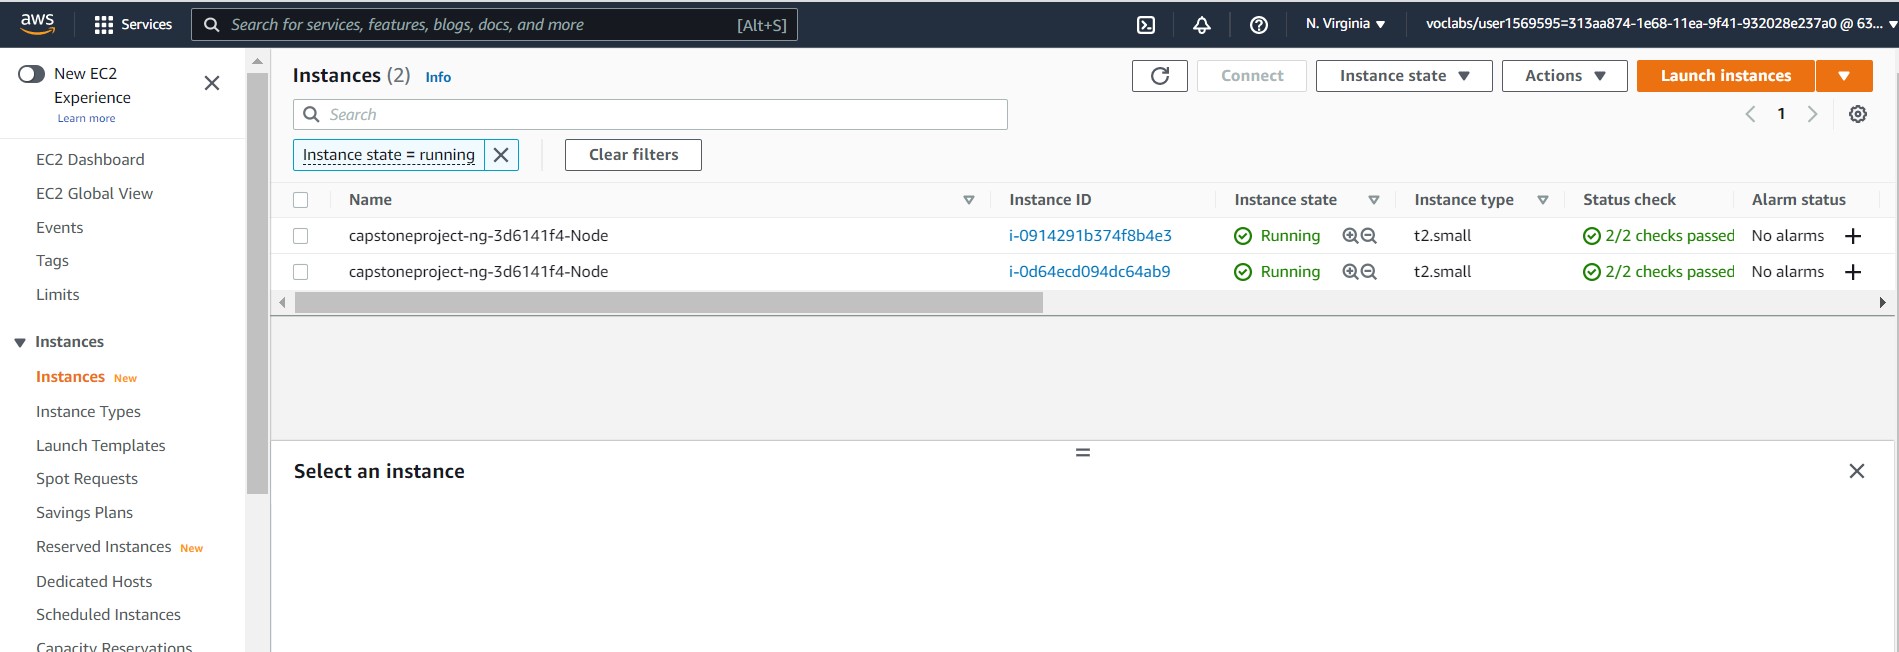 aws Services Search for services, features, blogs, docs, and more [Alt+S] N. Virginia voclabs/user1569595=313aa874-1e68-11ea-9f41-932028e237a0 @ 63...
New EC2
Experience
Learn more
EC2 Dashboard
EC2 Global View
Events
Tags
Limits
Instances
Instances New
Instance Types
Launch Templates
Spot Requests
Savings Plans
Reserved Instances New
Dedicated Hosts
Scheduled Instances
Capacity Reservations
Instances (2) Info
Connect Instance state Actions Launch instances
Search
1
Instance state = running Clear filters
Name Instance ID Instance state Instance type Status check Alarm status
capstoneproject-ng-3d6141f4-Node i-0914291b374f8b4e3 Running t2.small 2/2 checks passed No alarms
capstoneproject-ng-3d6141f4-Node i-0d64ecd094dc64ab9 Running t2.small 2/2 checks passed No alarms
Select an instance